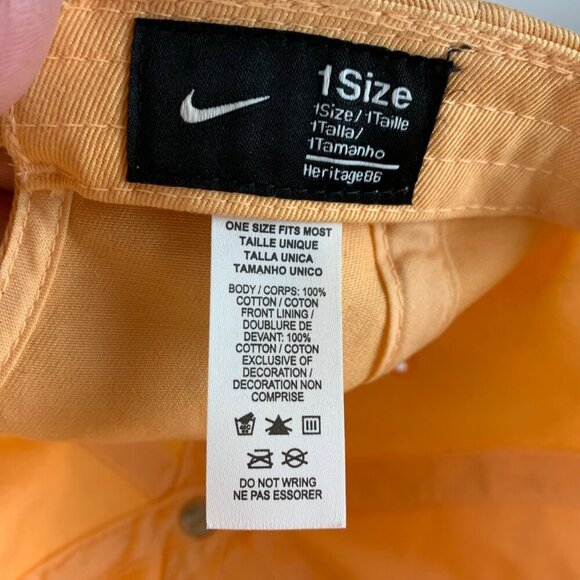 1Size
1Size/1Taille
1Talla/
1Tamanho
Heritage86
ONE SIZE FITS MOST
TAILLE UNIQUE
TALLA UNICA
TAMANHO UNICO
BODY / CORPS: 100%
COTTON / COTON
FRONT LINING /
DOUBLURE DE
DEVANT: 100%
COTTON / COTON
EXCLUSIVE OF
DECORATION /
DECORATION NON
COMPRISE
40C
DO NOT WRING
NE PAS ESSORER